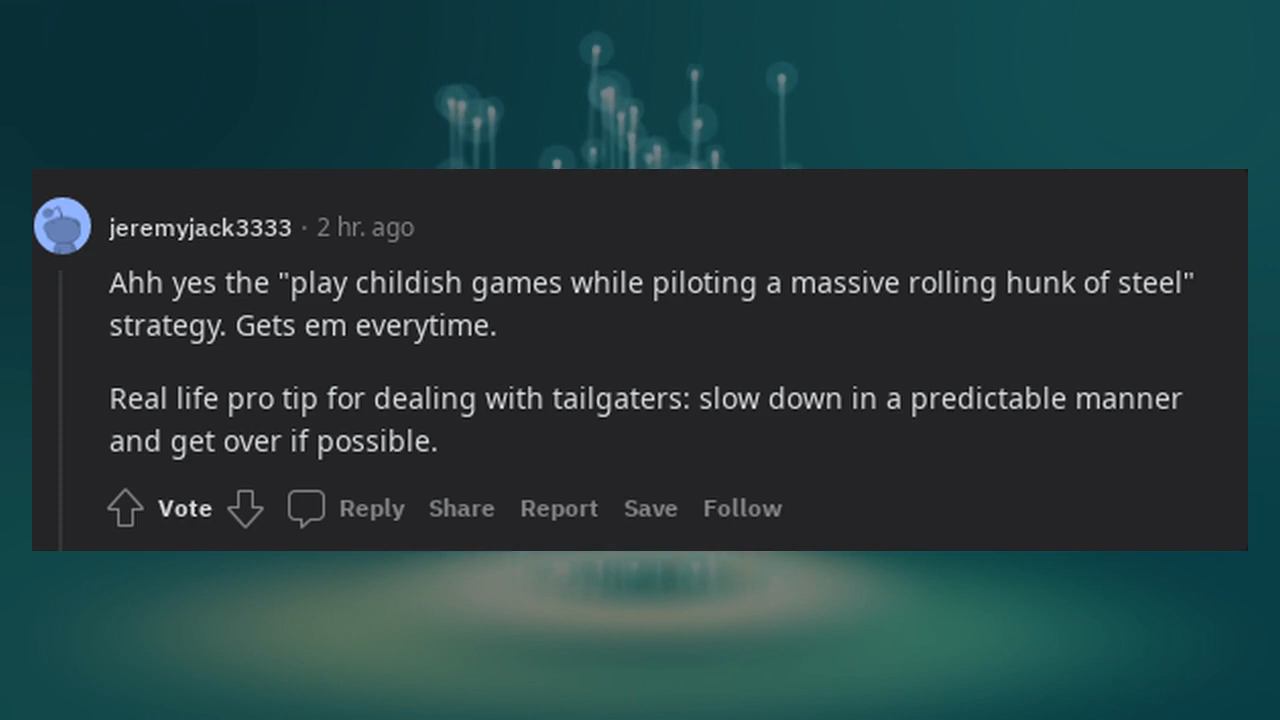 jeremyjack3333 · 2 hr. ago
Ahh yes the "play childish games while piloting a massive rolling hunk of steel"
strategy. Gets em everytime.
Real life pro tip for dealing with tailgaters: slow down in a predictable manner
and get over if possible.
Vote Reply Share Report Save Follow